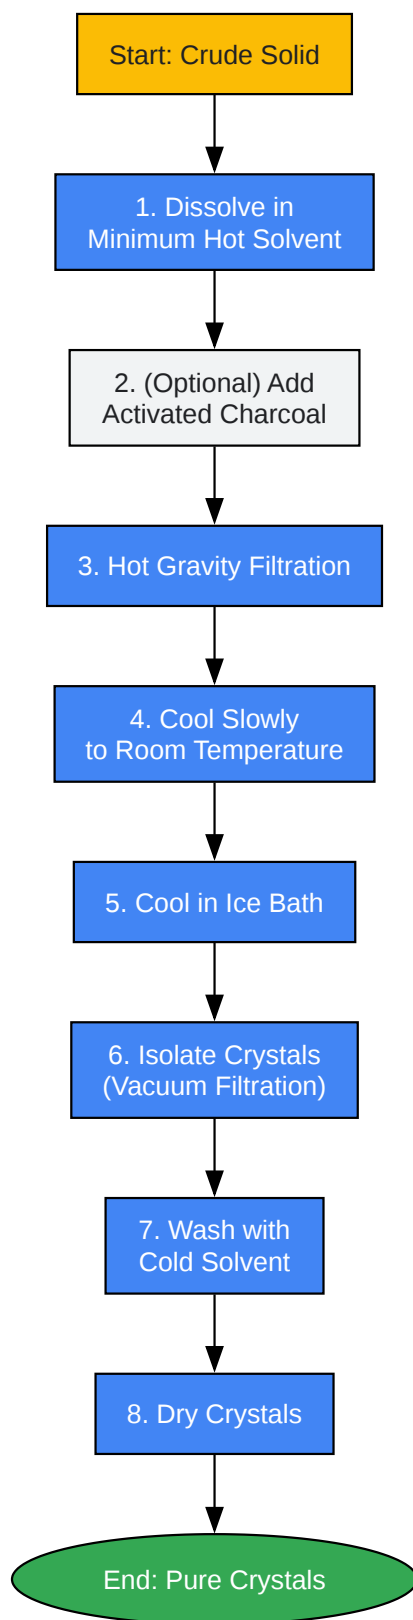 Start: Crude Solid
1. Dissolve in
Minimum Hot Solvent
2. (Optional) Add
Activated Charcoal
3. Hot Gravity Filtration
4. Cool Slowly
to Room Temperature
5. Cool in Ice Bath
6. Isolate Crystals
(Vacuum Filtration)
7. Wash with
Cold Solvent
8. Dry Crystals
End: Pure Crystals